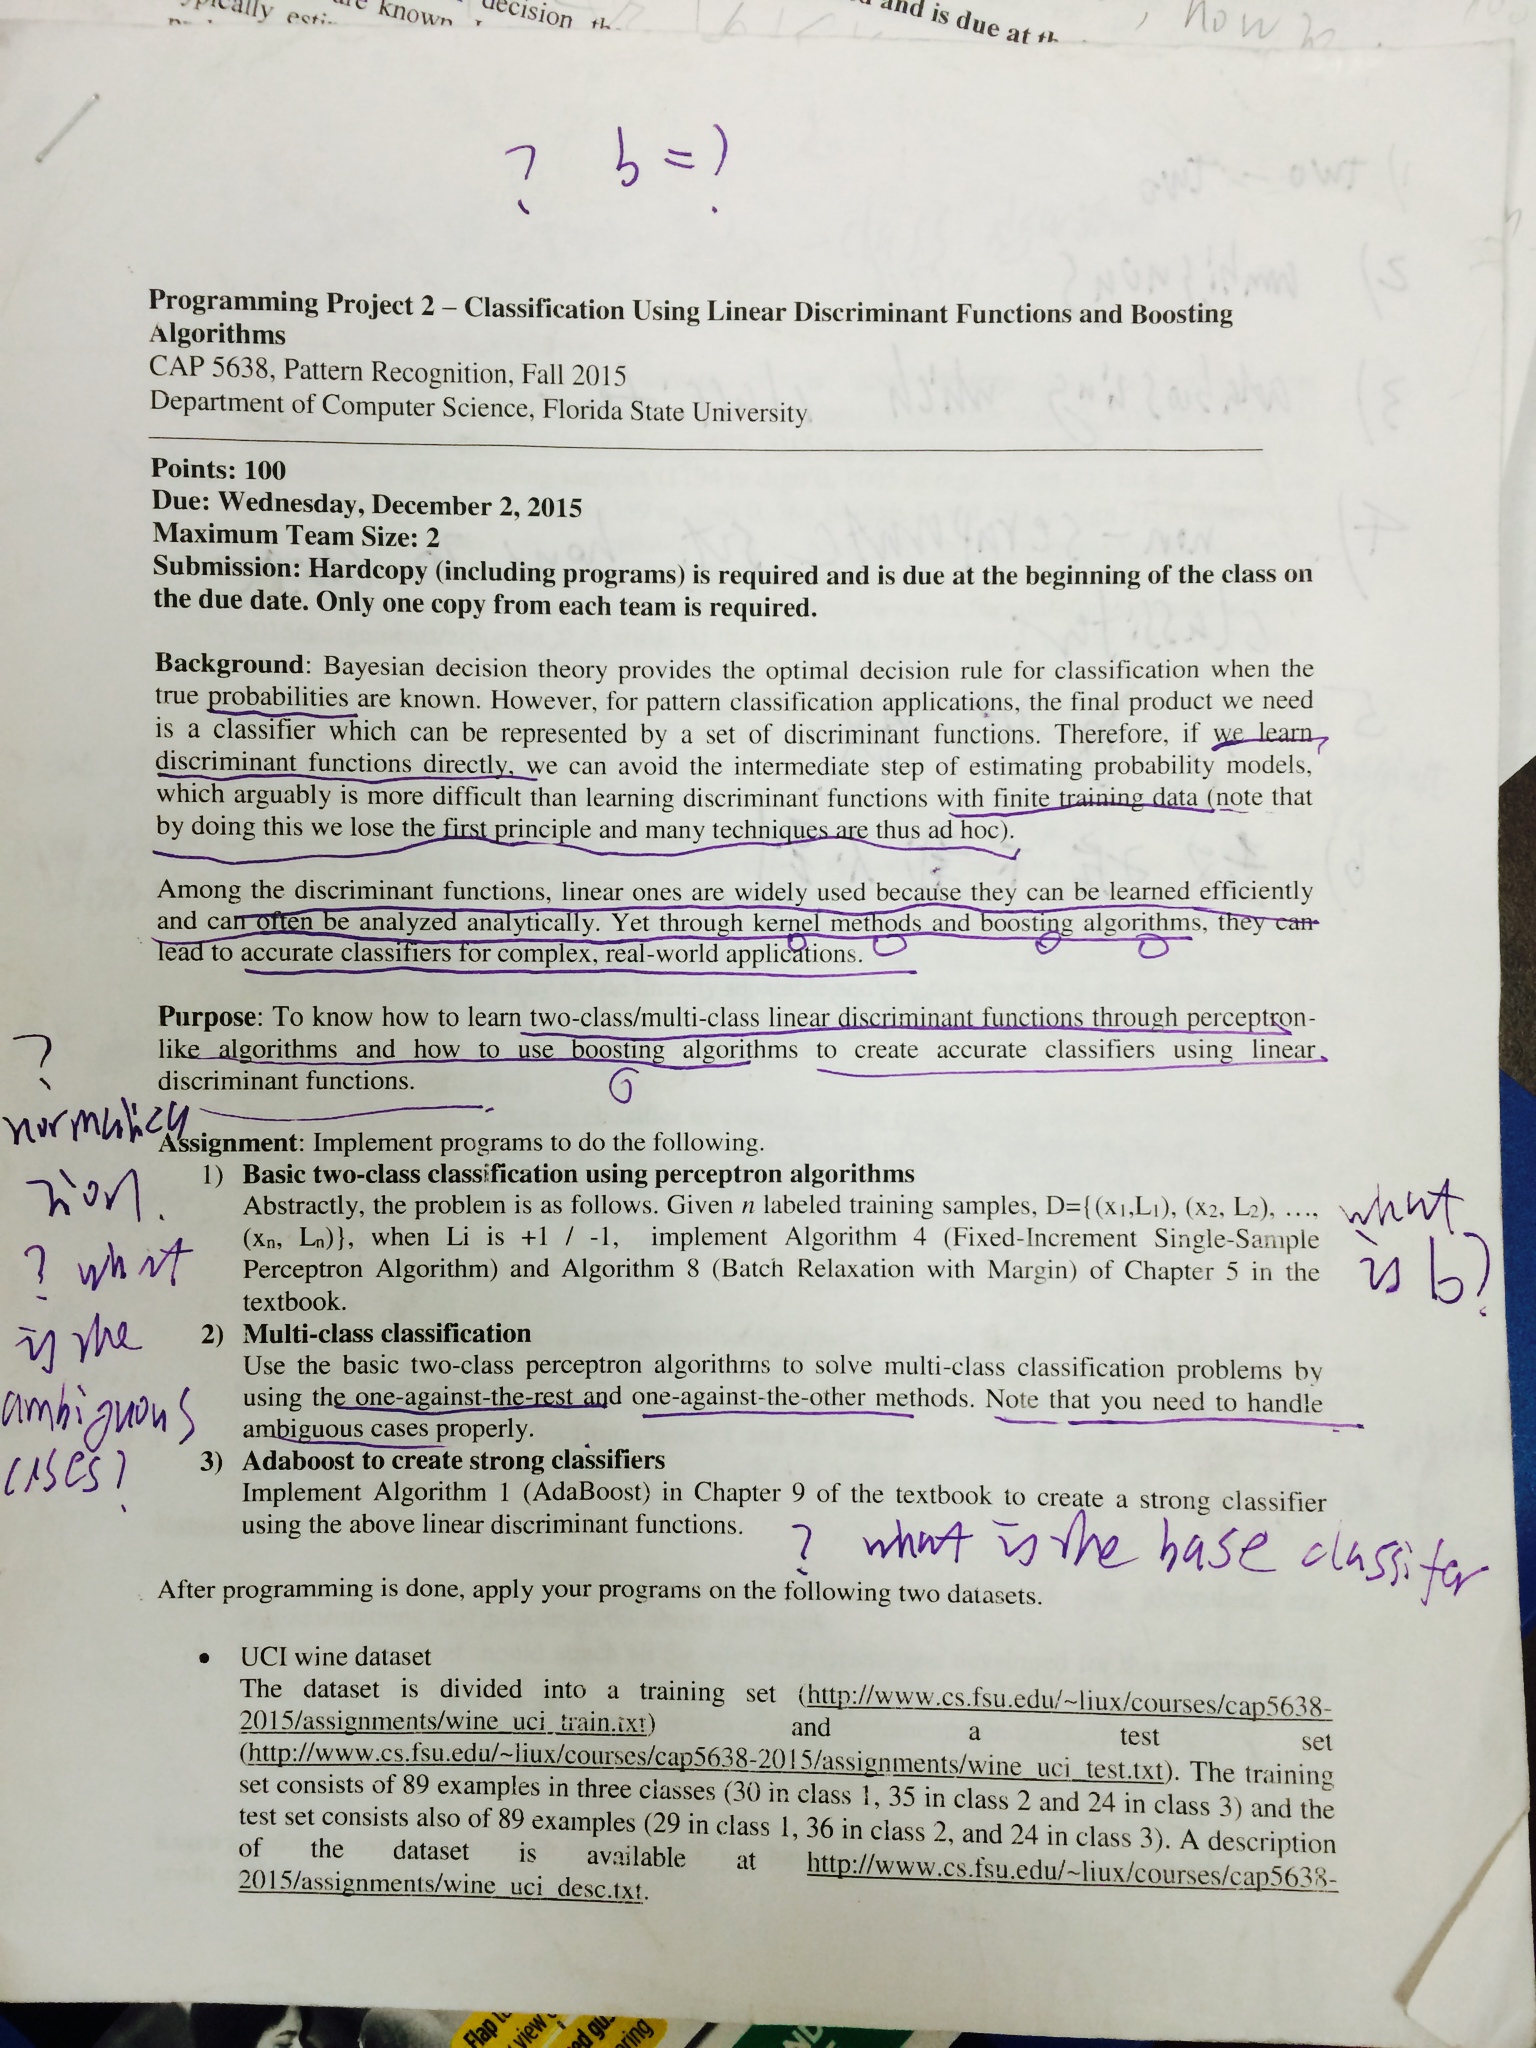 known
decision th
and is due at th
, how
? b = ?
Programming Project 2 – Classification Using Linear Discriminant Functions and Boosting
Algorithms
CAP 5638, Pattern Recognition, Fall 2015
Department of Computer Science, Florida State University
Points: 100
Due: Wednesday, December 2, 2015
Maximum Team Size: 2
Submission: Hardcopy (including programs) is required and is due at the beginning of the class on
the due date. Only one copy from each team is required.
Background: Bayesian decision theory provides the optimal decision rule for classification when the
true probabilities are known. However, for pattern classification applications, the final product we need
is a classifier which can be represented by a set of discriminant functions. Therefore, if we learn
discriminant functions directly, we can avoid the intermediate step of estimating probability models,
which arguably is more difficult than learning discriminant functions with finite training data (note that
by doing this we lose the first principle and many techniques are thus ad hoc).
Among the discriminant functions, linear ones are widely used because they can be learned efficiently
and can often be analyzed analytically. Yet through kernel methods and boosting algorithms, they can
lead to accurate classifiers for complex, real-world applications.
Purpose: To know how to learn two-class/multi-class linear discriminant functions through perceptron-
like algorithms and how to use boosting algorithms to create accurate classifiers using linear
discriminant functions.
?
normalica
zion.
? what
is the
ambiguous
cases?
Assignment: Implement programs to do the following.
1) Basic two-class classification using perceptron algorithms
Abstractly, the problem is as follows. Given n labeled training samples, D={(x1,L1), (x2, L2), …,
(xn, Ln)}, when Li is +1 / -1, implement Algorithm 4 (Fixed-Increment Single-Sample
Perceptron Algorithm) and Algorithm 8 (Batch Relaxation with Margin) of Chapter 5 in the
textbook.
what
is b?
2) Multi-class classification
Use the basic two-class perceptron algorithms to solve multi-class classification problems by
using the one-against-the-rest and one-against-the-other methods. Note that you need to handle
ambiguous cases properly.
3) Adaboost to create strong classifiers
Implement Algorithm 1 (AdaBoost) in Chapter 9 of the textbook to create a strong classifier
using the above linear discriminant functions.
? what is the base classifer
After programming is done, apply your programs on the following two datasets.
• UCI wine dataset
The dataset is divided into a training set (http://www.cs.fsu.edu/~liux/courses/cap5638-
2015/assignments/wine_uci_train.txt) and a test set
(http://www.cs.fsu.edu/~liux/courses/cap5638-2015/assignments/wine_uci_test.txt). The training
set consists of 89 examples in three classes (30 in class 1, 35 in class 2 and 24 in class 3) and the
test set consists also of 89 examples (29 in class 1, 36 in class 2, and 24 in class 3). A description
of the dataset is available at http://www.cs.fsu.edu/~liux/courses/cap5638-
2015/assignments/wine_uci_desc.txt.
Flap
view